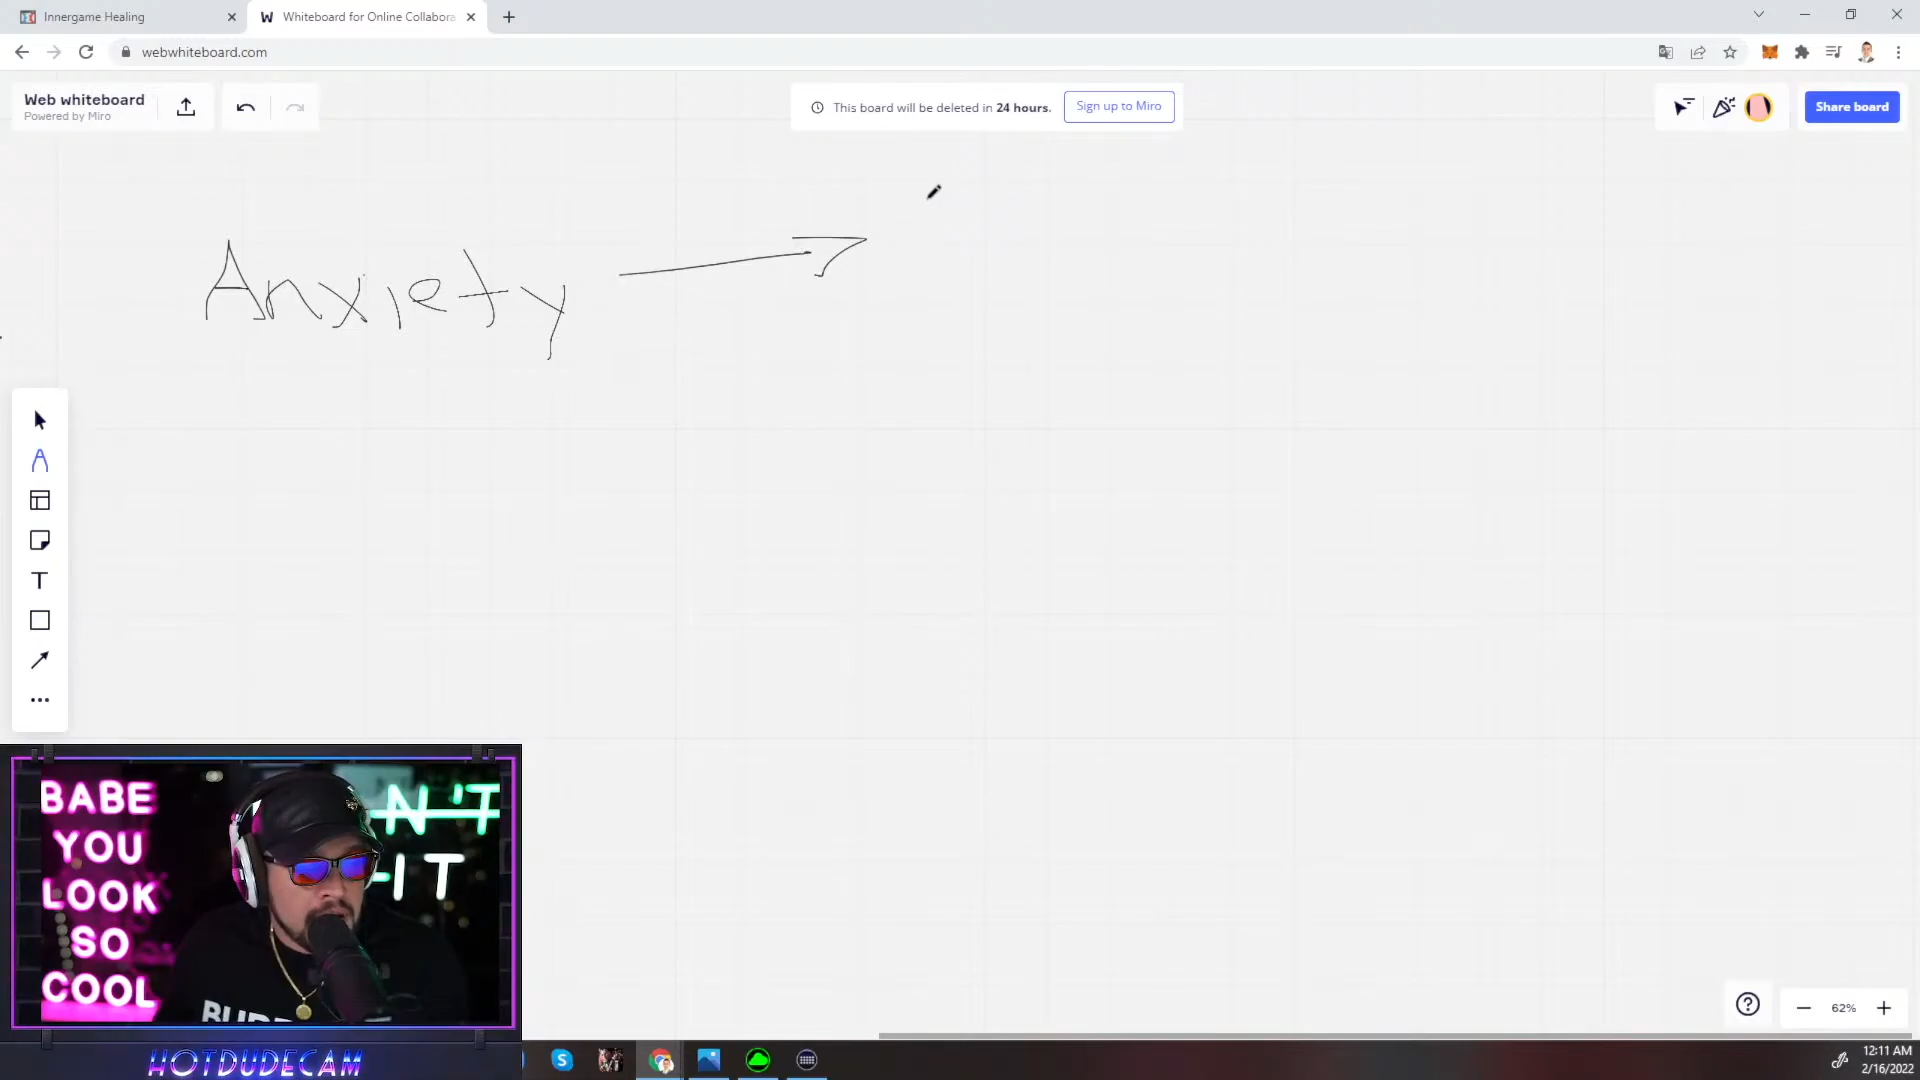 Innergame Healing
Whiteboard for Online Collabora
webwhiteboard.com
Web whiteboard
Powered by Miro
This board will be deleted in 24 hours.
Sign up to Miro
Share board
Anxiety
T
BABE
YOU
LOOK
SO
COOL
N'T
IT
62%
HOTDUDECAM
12:11 AM
2/16/2022